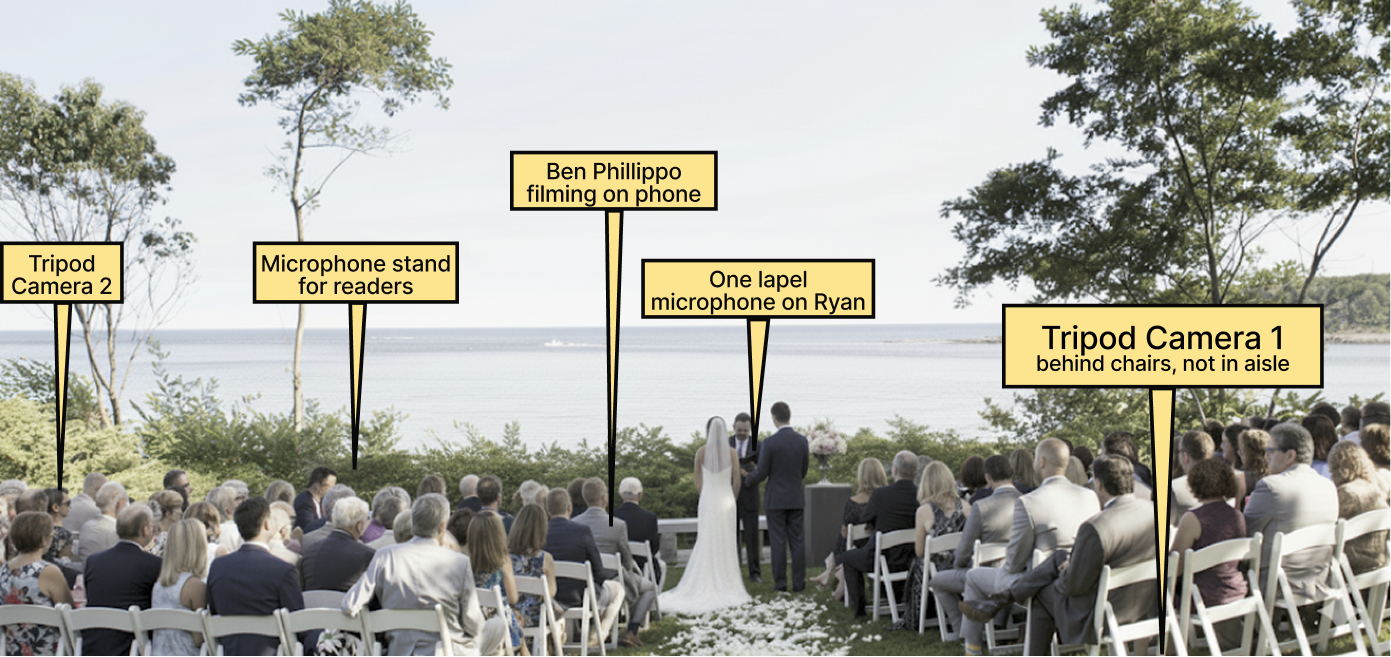 Ben Phillippo
filming on phone
Tripod
Camera 2
Microphone stand
for readers
One lapel
microphone on Ryan
Tripod Camera 1
behind chairs, not in aisle